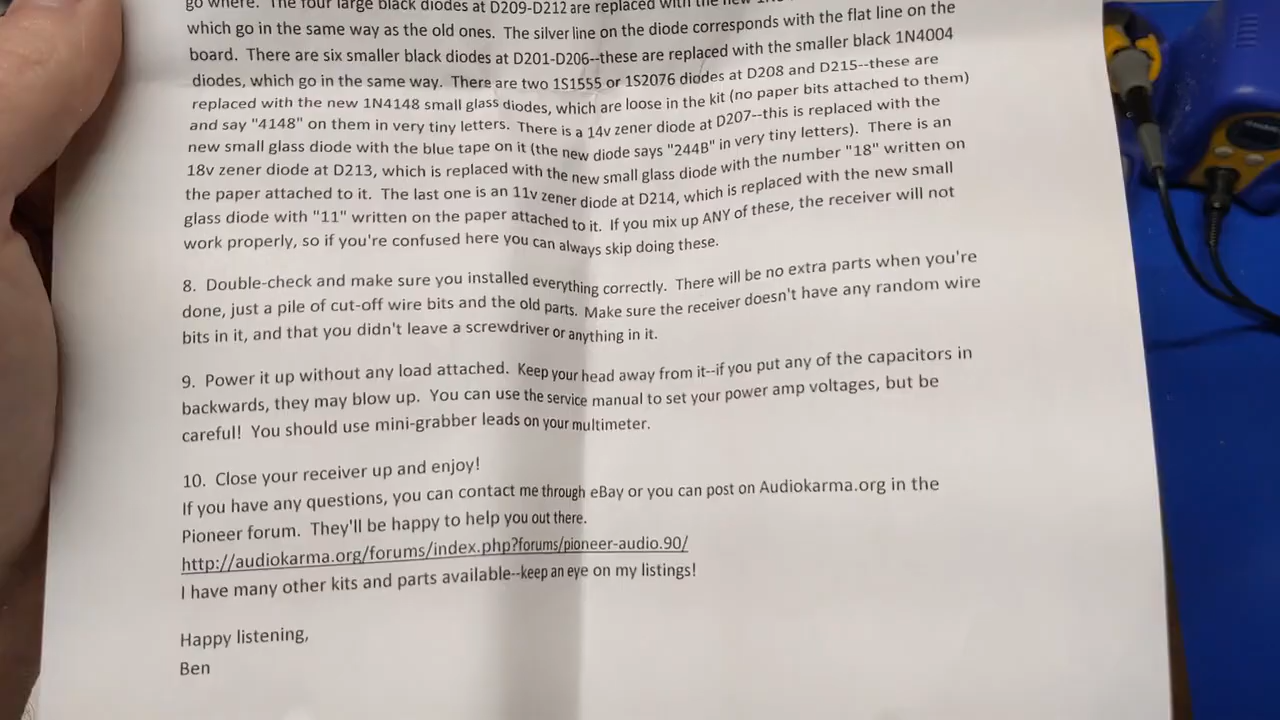 go where. The four large black diodes at D209-D212 are replaced with the new
which go in the same way as the old ones. The silver line on the diode corresponds with the flat line on the
board. There are six smaller black diodes at D201-D206--these are replaced with the smaller black 1N4004
diodes, which go in the same way. There are two 1S1555 or 1S2076 diodes at D208 and D215--these are
replaced with the new 1N4148 small glass diodes, which are loose in the kit (no paper bits attached to them)
and say "4148" on them in very tiny letters. There is a 14v zener diode at D207--this is replaced with the
new small glass diode with the blue tape on it (the new diode says "244B" in very tiny letters). There is an
18v zener diode at D213, which is replaced with the new small glass diode with the number "18" written on
the paper attached to it. The last one is an 11v zener diode at D214, which is replaced with the new small
glass diode with "11" written on the paper attached to it. If you mix up ANY of these, the receiver will not
work properly, so if you're confused here you can always skip doing these.
8. Double-check and make sure you installed everything correctly. There will be no extra parts when you're
done, just a pile of cut-off wire bits and the old parts. Make sure the receiver doesn't have any random wire
bits in it, and that you didn't leave a screwdriver or anything in it.
9. Power it up without any load attached. Keep your head away from it--if you put any of the capacitors in
backwards, they may blow up. You can use the service manual to set your power amp voltages, but be
careful! You should use mini-grabber leads on your multimeter.
10. Close your receiver up and enjoy!
If you have any questions, you can contact me through eBay or you can post on Audiokarma.org in the
Pioneer forum. They'll be happy to help you out there.
http://audiokarma.org/forums/index.php?forums/pioneer-audio.90/
I have many other kits and parts available--keep an eye on my listings!
Happy listening,
Ben